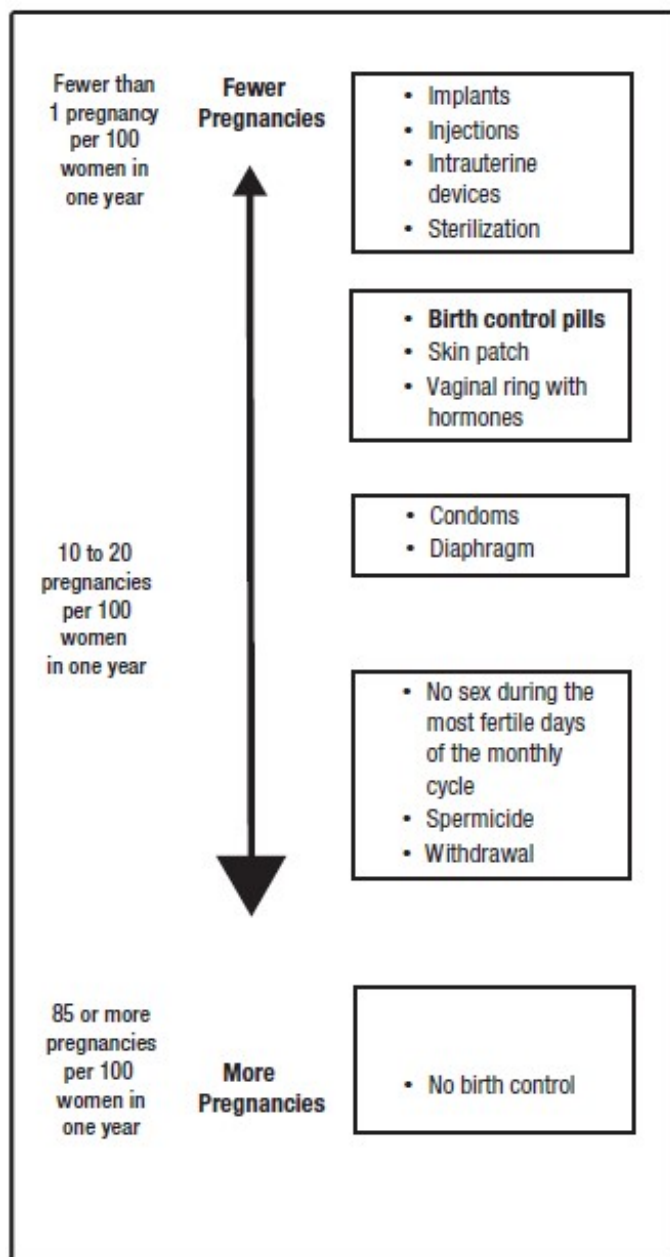 Fewer than
1 pregnancy
per 100
women in
one year
Fewer
Pregnancies
• Implants
• Injections
• Intrauterine
devices
• Sterilization
• Birth control pills
• Skin patch
• Vaginal ring with
hormones
10 to 20
pregnancies
per 100
women
in one year
• Condoms
• Diaphragm
• No sex during the
most fertile days
of the monthly
cycle
• Spermicide
• Withdrawal
85 or more
pregnancies
per 100
women in
one year
More
Pregnancies
• No birth control